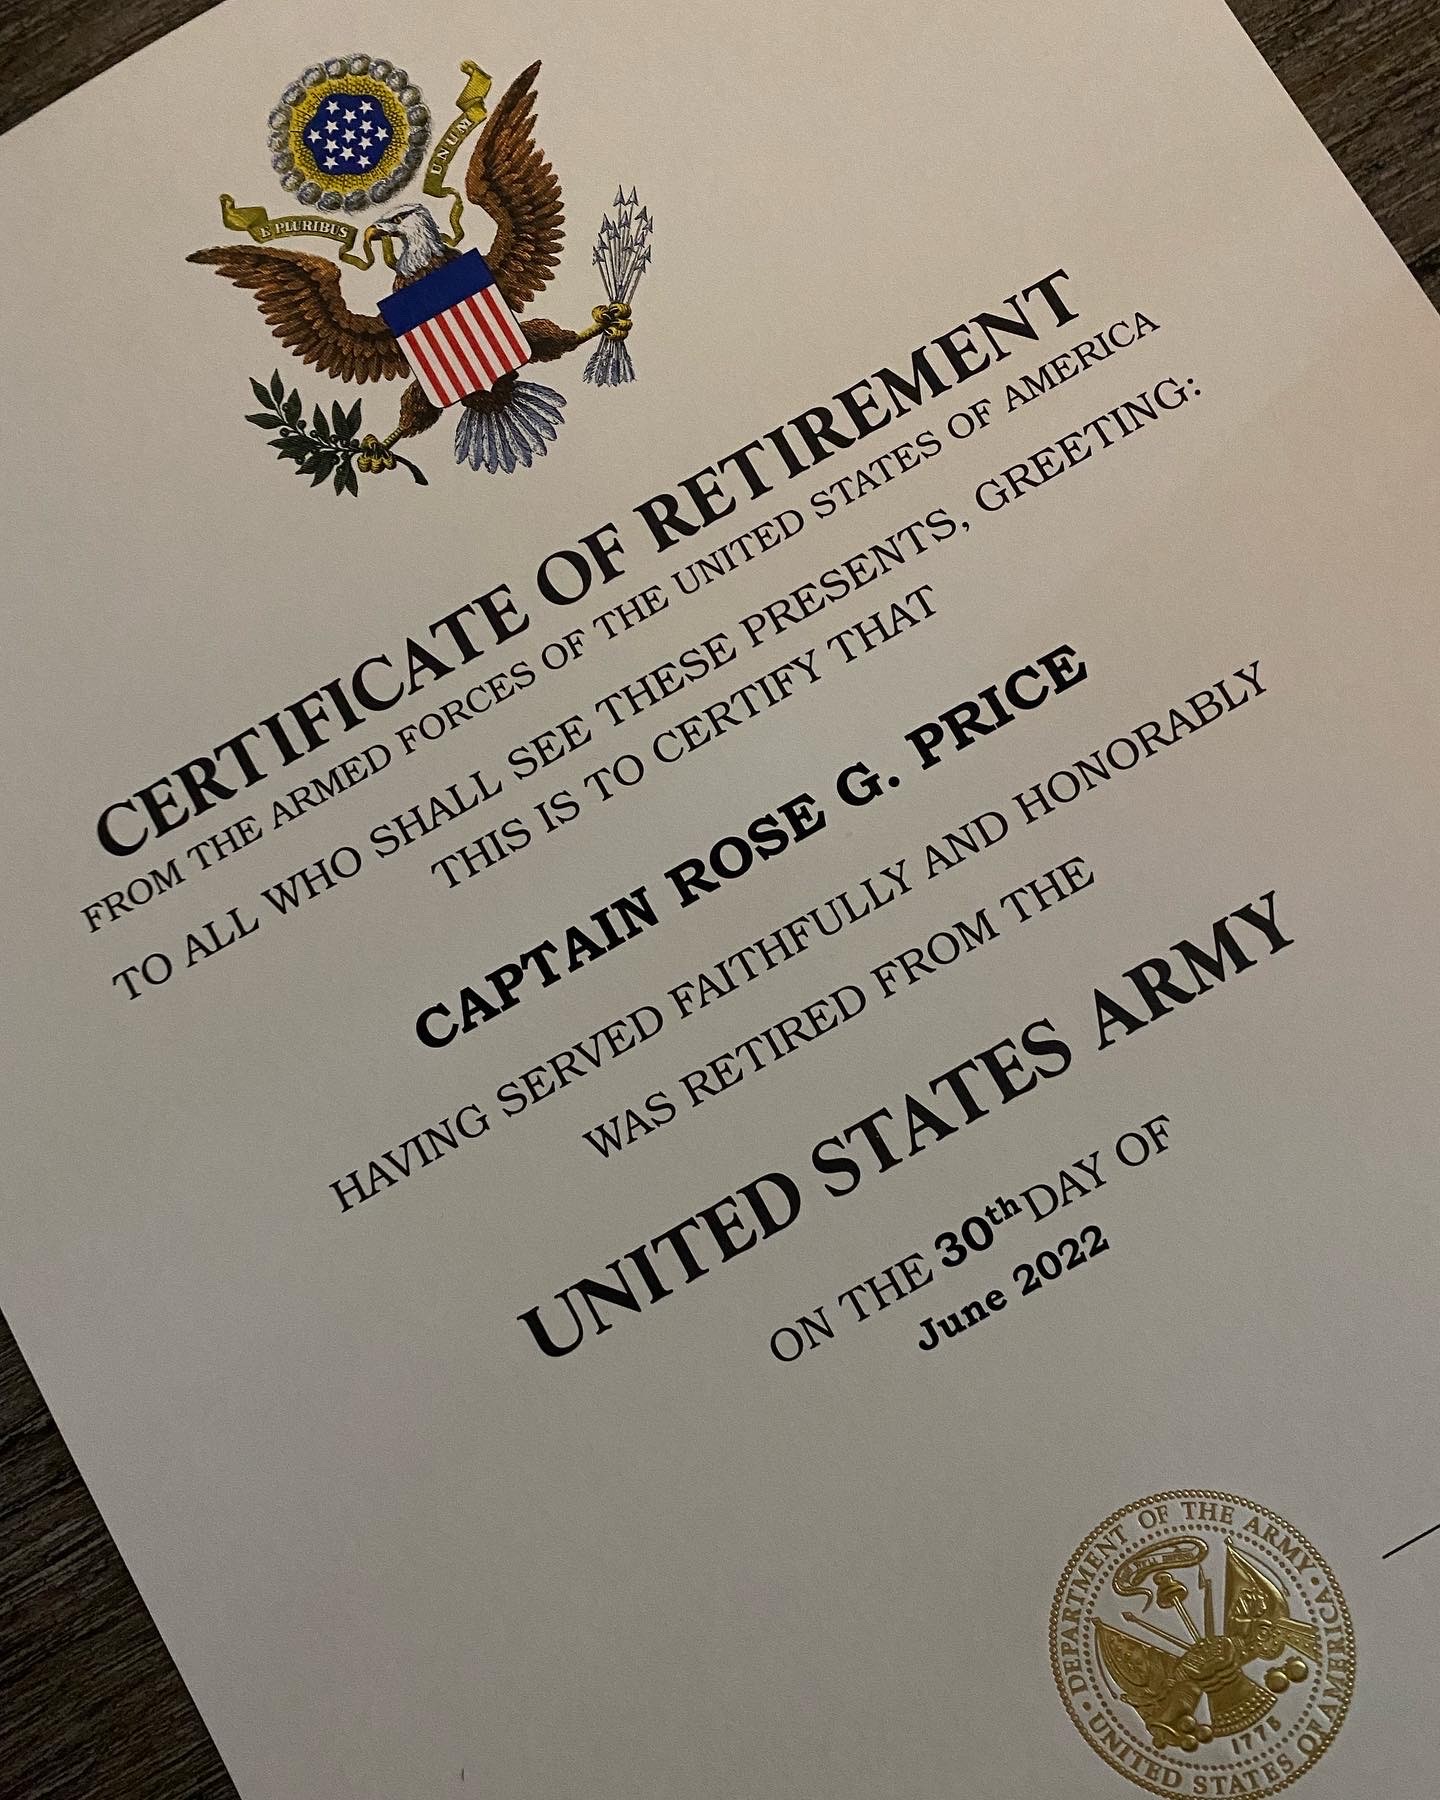 E PLURIBUS
UNUM
CERTIFICATE OF RETIREMENT
FROM THE ARMED FORCES OF THE UNITED STATES OF AMERICA
TO ALL WHO SHALL SEE THESE PRESENTS, GREETING:
THIS IS TO CERTIFY THAT
CAPTAIN ROSE G. PRICE
HAVING SERVED FAITHFULLY AND HONORABLY
WAS RETIRED FROM THE
UNITED STATES ARMY
ON THE 30th DAY OF
June 2022
DEPARTMENT OF THE ARMY
UNITED STATES OF AMERICA
1775